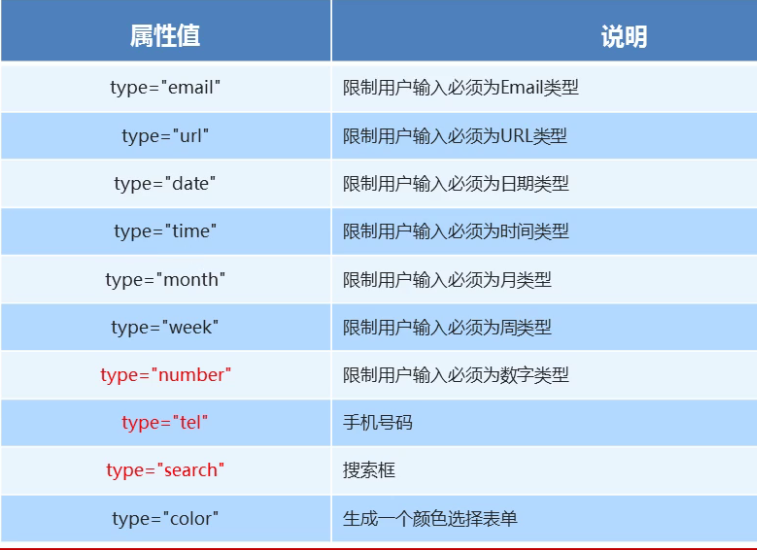 属性值 说明
type="email" 限制用户输入必须为Email类型
type="url" 限制用户输入必须为URL类型
type="date" 限制用户输入必须为日期类型
type="time" 限制用户输入必须为时间类型
type="month" 限制用户输入必须为月类型
type="week" 限制用户输入必须为周类型
type="number" 限制用户输入必须为数字类型
type="tel" 手机号码
type="search" 搜索框
type="color" 生成一个颜色选择表单